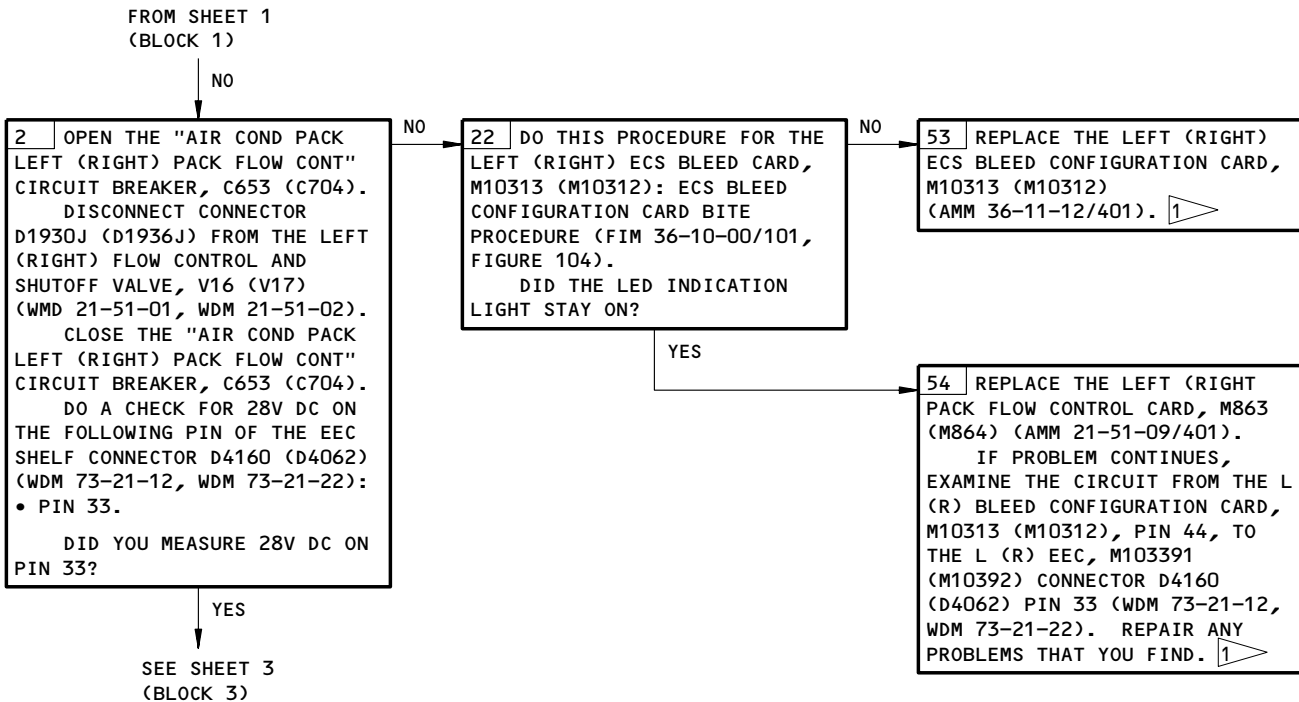 FROM SHEET 1
(BLOCK 1)
NO
2 OPEN THE "AIR COND PACK
LEFT (RIGHT) PACK FLOW CONT"
CIRCUIT BREAKER, C653 (C704).
DISCONNECT CONNECTOR
D1930J (D1936J) FROM THE LEFT
(RIGHT) FLOW CONTROL AND
SHUTOFF VALVE, V16 (V17)
(WMD 21-51-01, WDM 21-51-02).
CLOSE THE "AIR COND PACK
LEFT (RIGHT) PACK FLOW CONT"
CIRCUIT BREAKER, C653 (C704).
DO A CHECK FOR 28V DC ON
THE FOLLOWING PIN OF THE EEC
SHELF CONNECTOR D4160 (D4062)
(WDM 73-21-12, WDM 73-21-22):
• PIN 33.
DID YOU MEASURE 28V DC ON
PIN 33?
YES
SEE SHEET 3
(BLOCK 3)
NO
22 DO THIS PROCEDURE FOR THE
LEFT (RIGHT) ECS BLEED CARD,
M10313 (M10312): ECS BLEED
CONFIGURATION CARD BITE
PROCEDURE (FIM 36-10-00/101,
FIGURE 104).
DID THE LED INDICATION
LIGHT STAY ON?
NO
53 REPLACE THE LEFT (RIGHT)
ECS BLEED CONFIGURATION CARD,
M10313 (M10312)
(AMM 36-11-12/401). 1
YES
54 REPLACE THE LEFT (RIGHT
PACK FLOW CONTROL CARD, M863
(M864) (AMM 21-51-09/401).
IF PROBLEM CONTINUES,
EXAMINE THE CIRCUIT FROM THE L
(R) BLEED CONFIGURATION CARD,
M10313 (M10312), PIN 44, TO
THE L (R) EEC, M103391
(M10392) CONNECTOR D4160
(D4062) PIN 33 (WDM 73-21-12,
WDM 73-21-22). REPAIR ANY
PROBLEMS THAT YOU FIND. 1